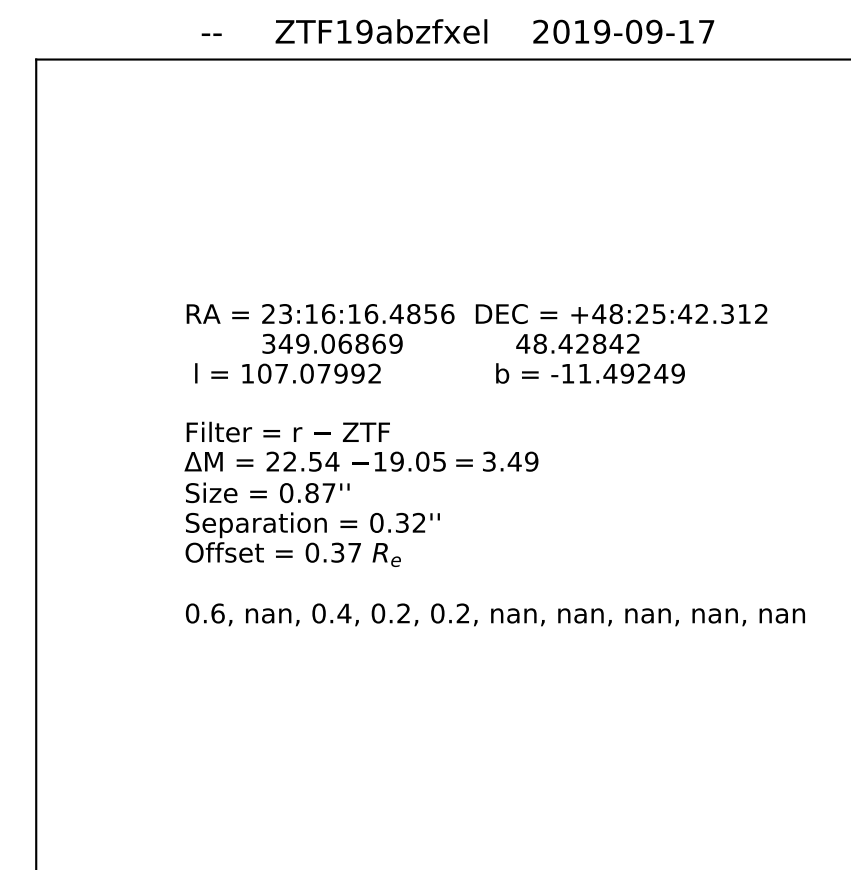 -- ZTF19abzfxel 2019-09-17
RA = 23:16:16.4856 DEC = +48:25:42.312
349.06869 48.42842
l = 107.07992 b = -11.49249
Filter = r − ZTF
ΔM = 22.54 −19.05 = 3.49
Size = 0.87''
Separation = 0.32''
Offset = 0.37 Re
0.6, nan, 0.4, 0.2, 0.2, nan, nan, nan, nan, nan